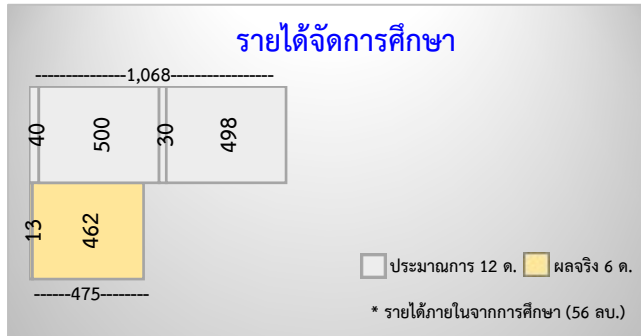 รายได้จัดการศึกษา
---------------1,068-----------------
40 500 30 498
13 462
------475--------
ประมาณการ 12 ด. ผลจริง 6 ด.
* รายได้ภายในจากการศึกษา (56 ลบ.)